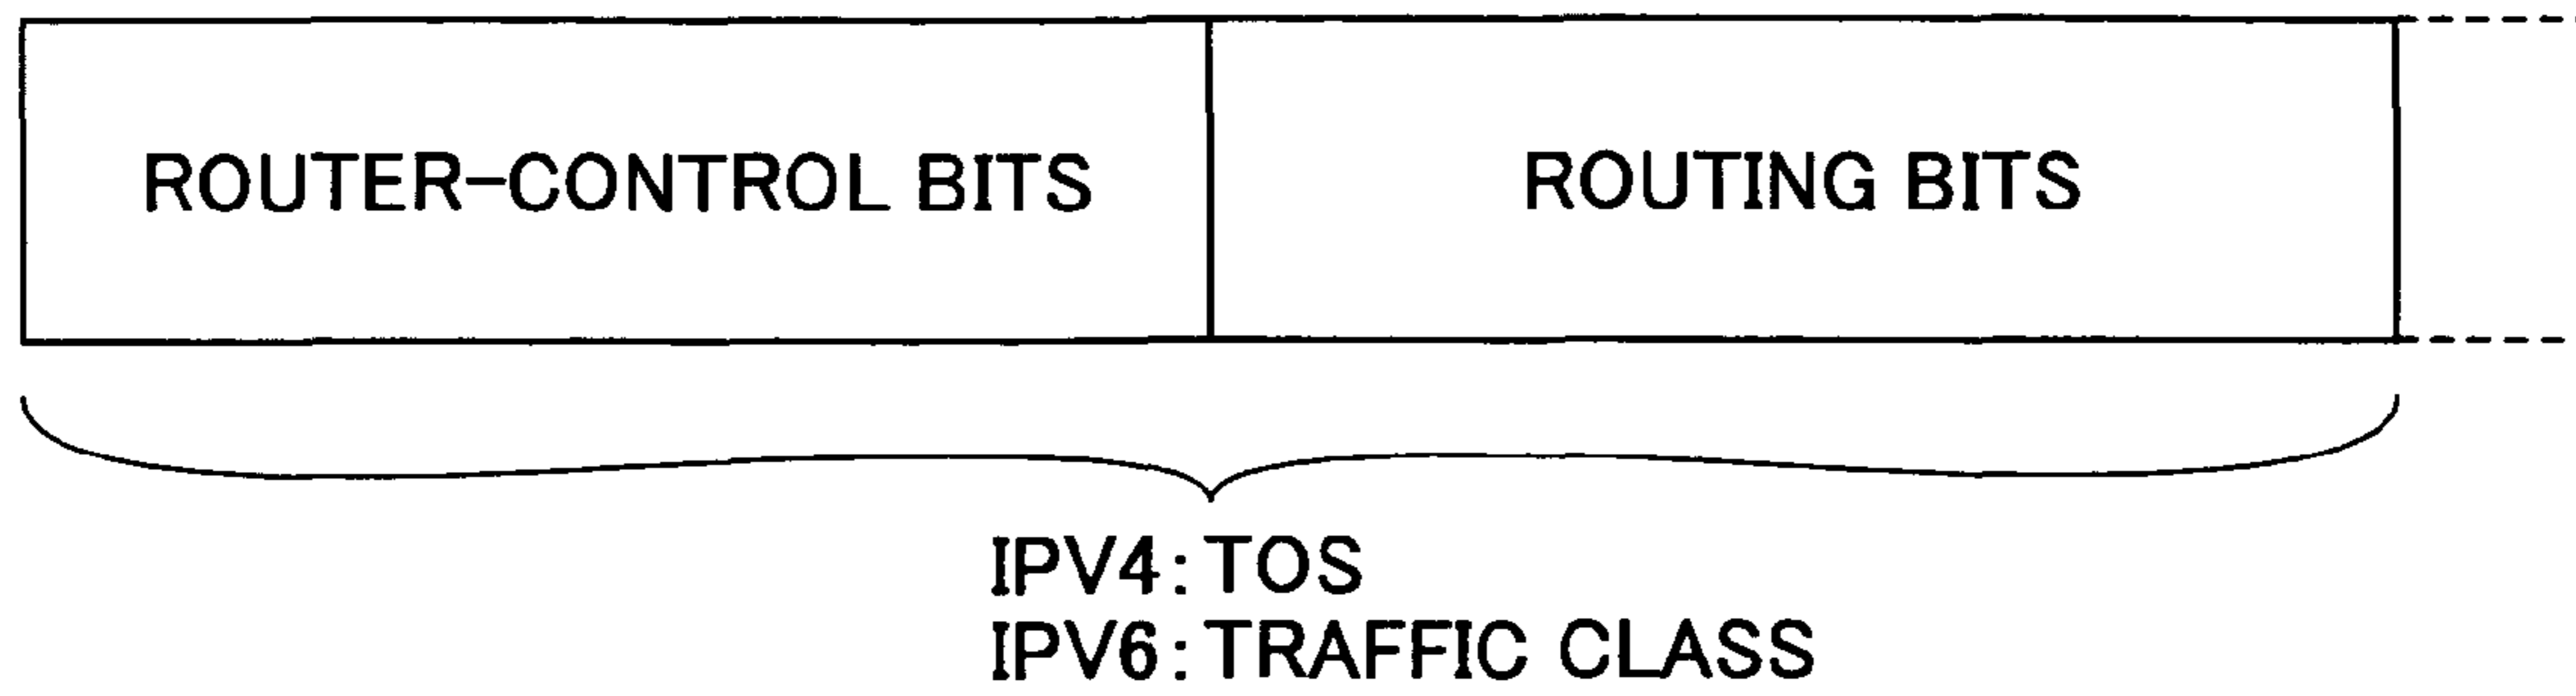 ROUTER-CONTROL BITS
ROUTING BITS
IPV4: TOS
IPV6: TRAFFIC CLASS